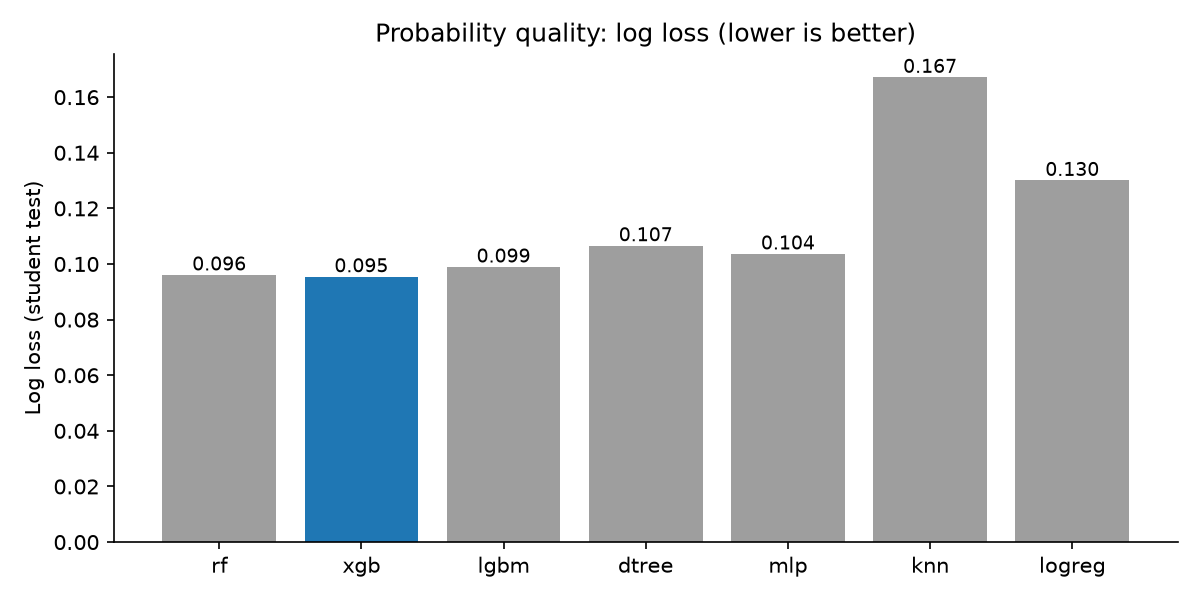 Probability quality: log loss (lower is better)
Log loss (student test)
0.16
0.14
0.12
0.10
0.08
0.06
0.04
0.02
0.00
0.096
0.095
0.099
0.107
0.104
0.167
0.130
rf
xgb
lgbm
dtree
mlp
knn
logreg